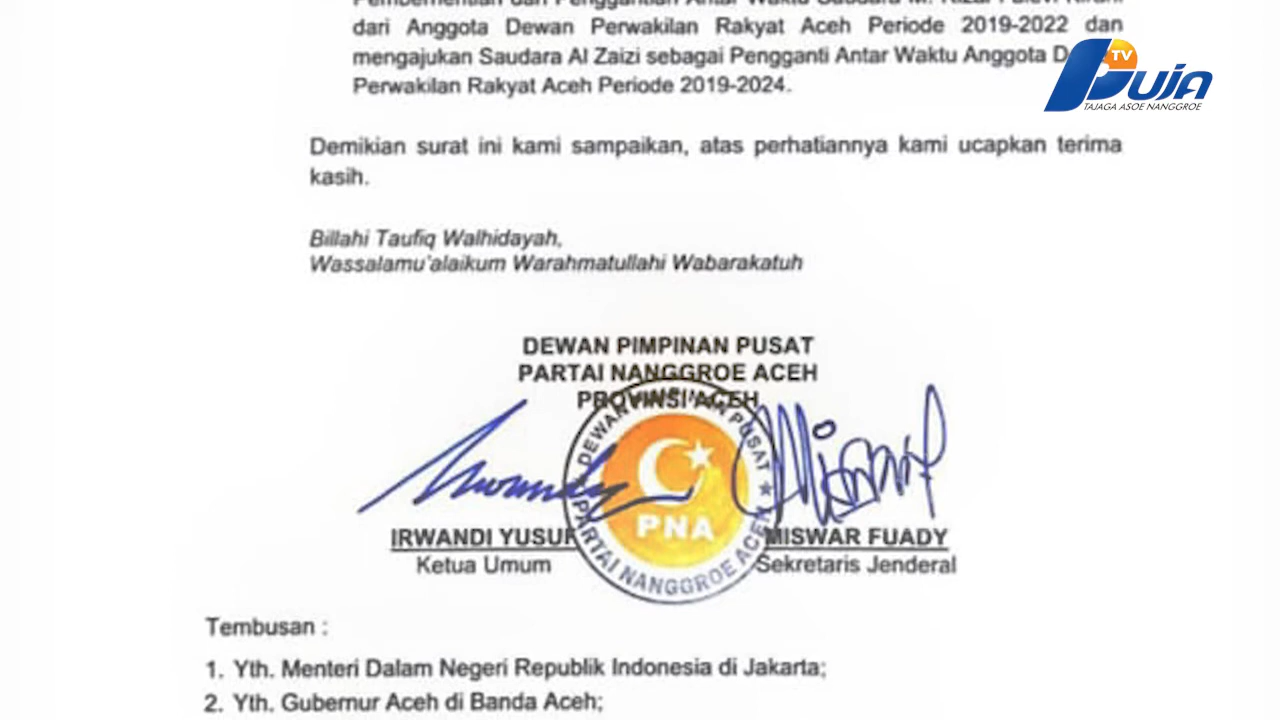 dari Anggota Dewan Perwakilan Rakyat Aceh Periode 2019-2022 dan
mengajukan Saudara Al Zaizi sebagai Pengganti Antar Waktu Anggota
Perwakilan Rakyat Aceh Periode 2019-2024.
TV
Puja
TAJAGA ASOE NANGGROE
Demikian surat ini kami sampaikan, atas perhatiannya kami ucapkan terima
kasih.
Billahi Taufiq Walhidayah,
Wassalamu'alaikum Warahmatullahi Wabarakatuh
DEWAN PIMPINAN PUSAT
PARTAI NANGGROE ACEH
PROVINSI ACEH
DEWAN PIMPINAN PUSAT
PNA
PARTAI NANGGROE ACEH
IRWANDI YUSUF
Ketua Umum
MISWAR FUADY
Sekretaris Jenderal
Tembusan :
1. Yth. Menteri Dalam Negeri Republik Indonesia di Jakarta;
2. Yth. Gubernur Aceh di Banda Aceh;